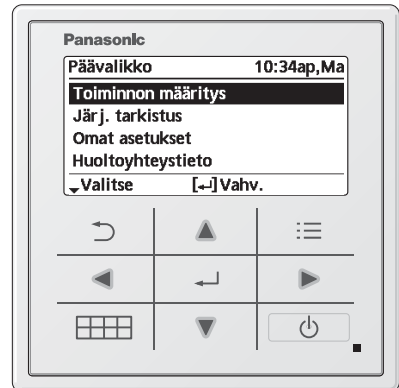 Panasonic
Päävalikko 10:34ap,Ma
Toiminnon määritys
Järj. tarkistus
Omat asetukset
Huoltoyhteystieto
Valitse [↵] Vahv.